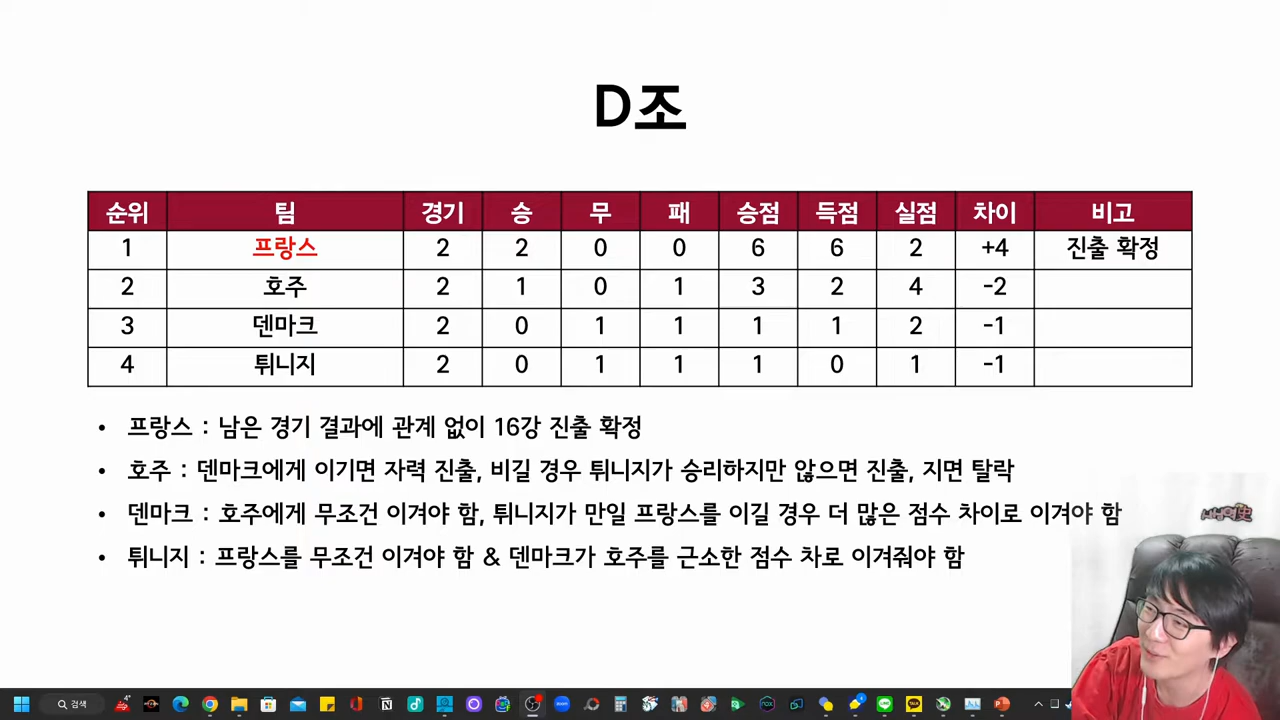 D조
순위 팀 경기 승 무 패 승점 득점 실점 차이 비고
1 프랑스 2 2 0 0 6 6 2 +4 진출 확정
2 호주 2 1 0 1 3 2 4 -2
3 덴마크 2 0 1 1 1 1 2 -1
4 튀니지 2 0 1 1 1 0 1 -1
• 프랑스 : 남은 경기 결과에 관계 없이 16강 진출 확정
• 호주 : 덴마크에게 이기면 자력 진출, 비길 경우 튀니지가 승리하지만 않으면 진출, 지면 탈락
덴마크 : 호주에게 무조건 이겨야 함, 튀니지가 만일 프랑스를 이길 경우 더 많은 점수 차이로 이겨야 함
• 튀니지 : 프랑스를 무조건 이겨야 함 & 덴마크가 호주를 근소한 점수 차로 이겨줘야 함
검색